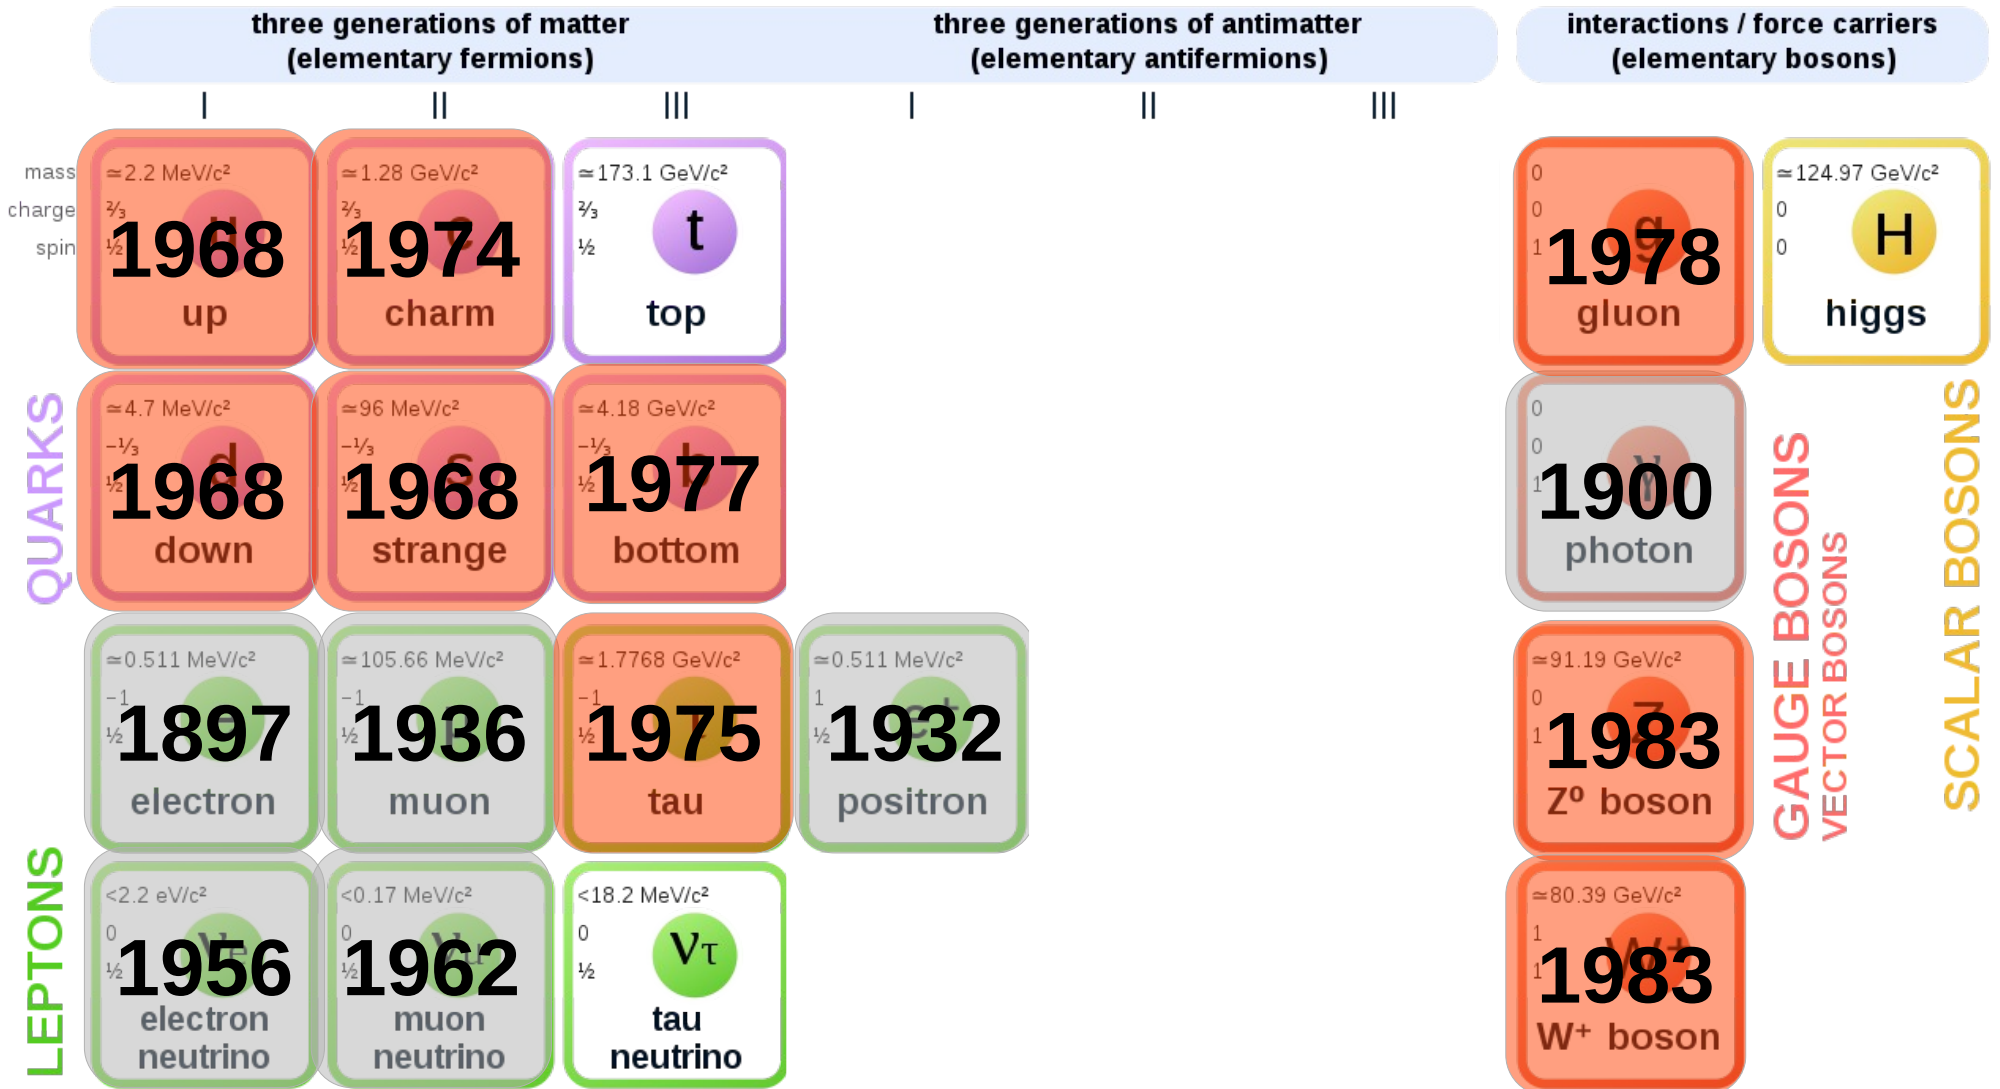 three generations of matter
(elementary fermions)
three generations of antimatter
(elementary antifermions)
interactions / force carriers
(elementary bosons)
I II III I II III
mass
charge
spin
≃2.2 MeV/c²
⅔
½
u
1968
up
≃1.28 GeV/c²
⅔
½
c
1974
charm
≃173.1 GeV/c²
⅔
½
t
top
0
0
1
g
1978
gluon
≃124.97 GeV/c²
0
0
H
higgs
QUARKS
≃4.7 MeV/c²
−⅓
½
d
1968
down
≃96 MeV/c²
−⅓
½
s
1968
strange
≃4.18 GeV/c²
−⅓
½
b
1977
bottom
0
0
1
γ
1900
photon
GAUGE BOSONS
VECTOR BOSONS
SCALAR BOSONS
≃0.511 MeV/c²
−1
½
1897
electron
≃105.66 MeV/c²
−1
½
μ
1936
muon
≃1.7768 GeV/c²
−1
½
τ
1975
tau
≃0.511 MeV/c²
1
½
e⁺
1932
positron
≃91.19 GeV/c²
0
1
Z
1983
Z⁰ boson
LEPTONS
<2.2 eV/c²
0
½
νe
1956
electron
neutrino
<0.17 MeV/c²
0
½
νμ
1962
muon
neutrino
<18.2 MeV/c²
0
½
ντ
tau
neutrino
≃80.39 GeV/c²
1
1
W⁺
1983
W⁺ boson